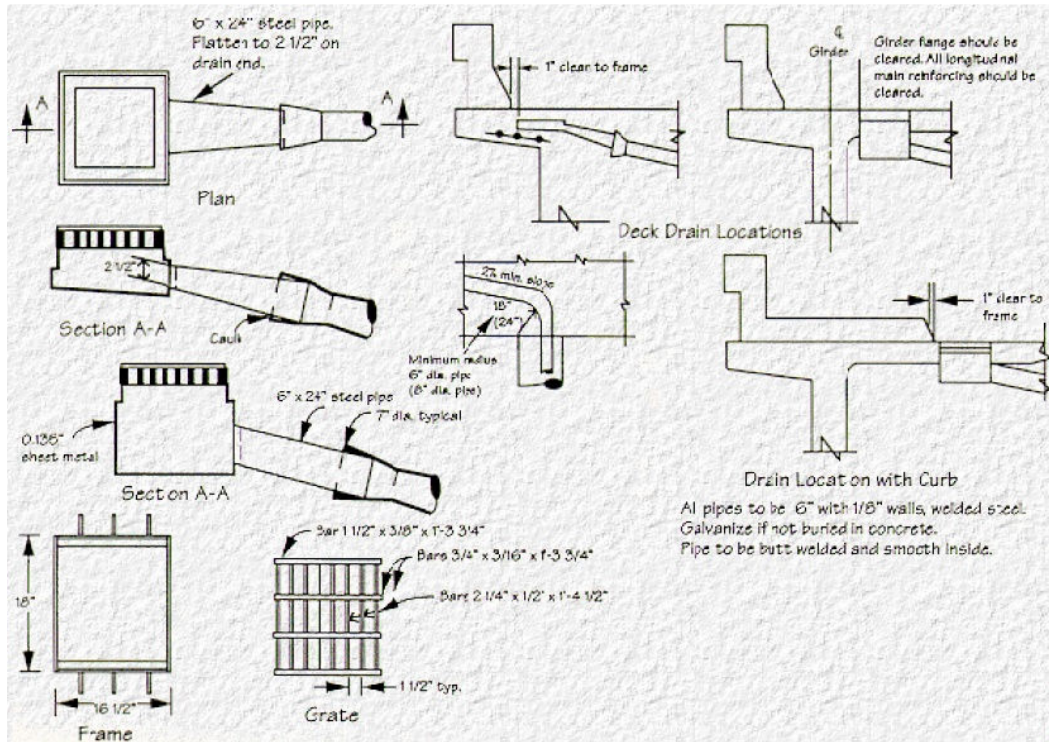 6" x 24" steel pipe.
Flatten to 2 1/2" on
drain end.
A
A
Plan
1" clear to frame
℄
Girder
Girder flange should be
cleared. All longitudinal
main reinforcing should be
cleared.
Deck Drain Locations
2 1/2"
Section A-A
Caulk
2% min. slope
18"
(24")
Minimum radius
6" dia. pipe
(8" dia. pipe)
1" clear to
frame
6" x 24" steel pipe
7" dia. typical
0.135"
sheet metal
Section A-A
Drain Location with Curb
All pipes to be 6" with 1/8" walls, welded steel.
Galvanize if not buried in concrete.
Pipe to be butt welded and smooth inside.
18"
16 1/2"
Frame
Bar 1 1/2" x 3/8" x 1'-3 3/4"
Bars 3/4" x 3/16" x 1'-3 3/4"
Bars 2 1/4" x 1/2" x 1'-4 1/2"
1 1/2" typ.
Grate